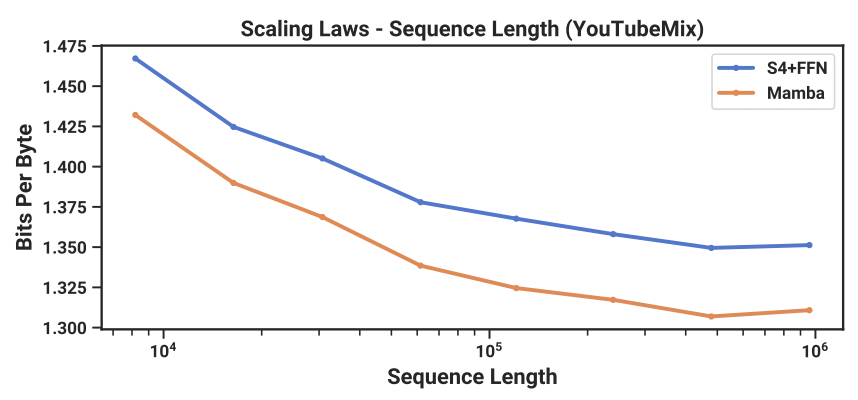 Scaling Laws - Sequence Length (YouTubeMix)
1.475
1.450
1.425
1.400
1.375
1.350
1.325
1.300
Bits Per Byte
S4+FFN
Mamba
10⁴
10⁵
10⁶
Sequence Length